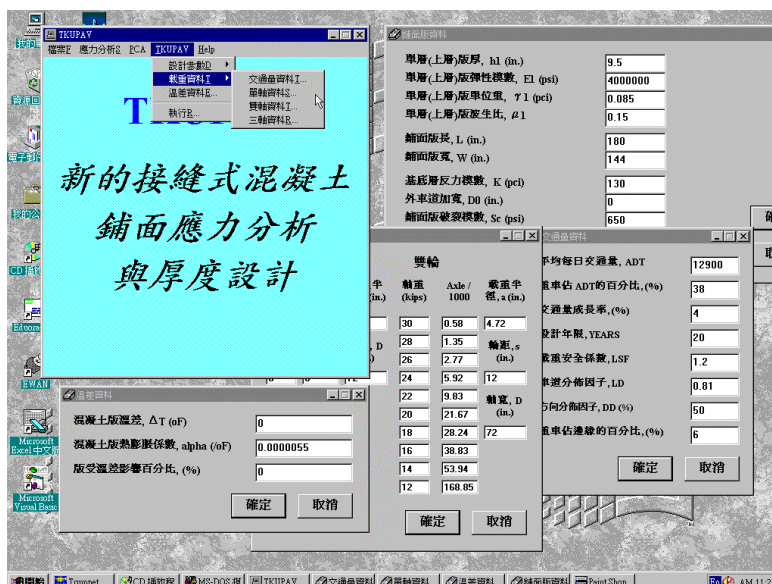 TKUPAV
檔案F 應力分析S PCA TKUPAV Help
設計參數D
載重資料T
溫差資料E...
執行R...
交通量資料T...
單軸資料S...
雙軸資料T...
三軸資料R...
新的接縫式混凝土
鋪面應力分析
與厚度設計
鋪面版資料
單層(上層)版厚, h1 (in.) 9.5
單層(上層)版彈性模數, E1 (psi) 4000000
單層(上層)版單位重, γ1 (pci) 0.085
單層(上層)版波生比, μ1 0.15
鋪面版長, L (in.) 180
鋪面版寬, W (in.) 144
基底層反力模數, K (pci) 130
外車道加寬, D0 (in.) 0
鋪面版破裂模數, Sc (psi) 650
雙輪
軸重 (kips) Axle / 1000 載重半徑, a (in.)
30 0.58 4.72
28 1.35 輪距, s
26 2.77 (in.)
24 5.92 12
22 9.83 軸寬, D
20 21.67 (in.)
18 28.24 72
16 38.83
14 53.94
12 168.85
確定 取消
交通量資料
平均每日交通量, ADT 12900
重車佔 ADT的百分比, (%) 38
交通量成長率, (%) 4
設計年限, YEARS 20
載重安全係數, LSF 1.2
車道分佈因子, LD 0.81
方向分佈因子, DD (%) 50
重車佔邊緣的百分比, (%) 6
確定 取消
溫差資料
混凝土版溫差, ΔT (oF) 0
混凝土版熱膨脹係數, alpha (/oF) 0.0000055
版受溫差影響百分比, (%) 0
確定 取消
EWAN
Microsoft
Excel 中文版
Microsoft
Visual Basic
開始 Trumpet CD 播放程 MS-DOS 模 TKUPAV 交通量資料 單軸資料 溫差資料 鋪面版資料 Paint Shop En AM 11:2